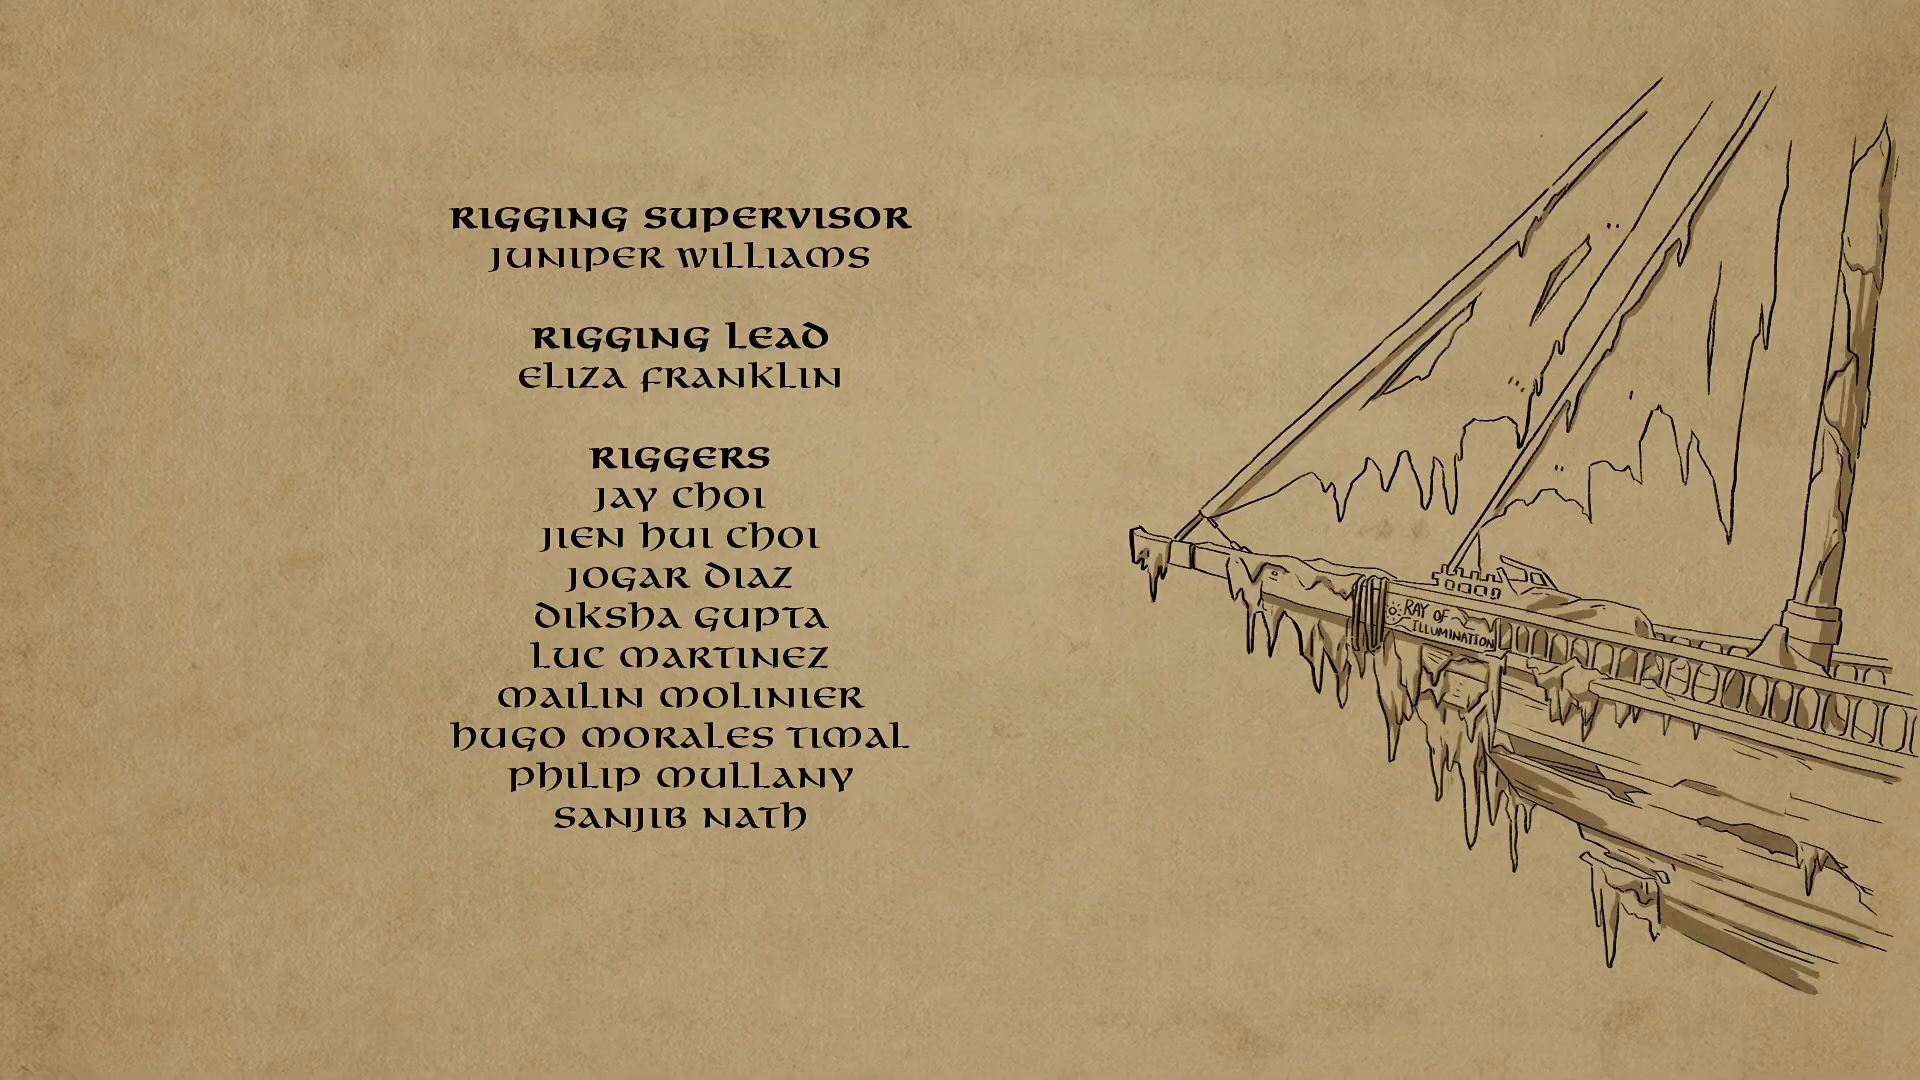 RIGGING SUPERVISOR
JUNIPER WILLIAMS
RIGGING LEAD
ELIZA FRANKLIN
RIGGERS
JAY CHOI
JIEN HUI CHOI
JOGAR DIAZ
DIKSHA GUPTA
LUC MARTINEZ
MAILIN MOLINIER
HUGO MORALES TIMAL
PHILIP MULLANY
SANJIB NATH
RAY OF
ILLUMINATION